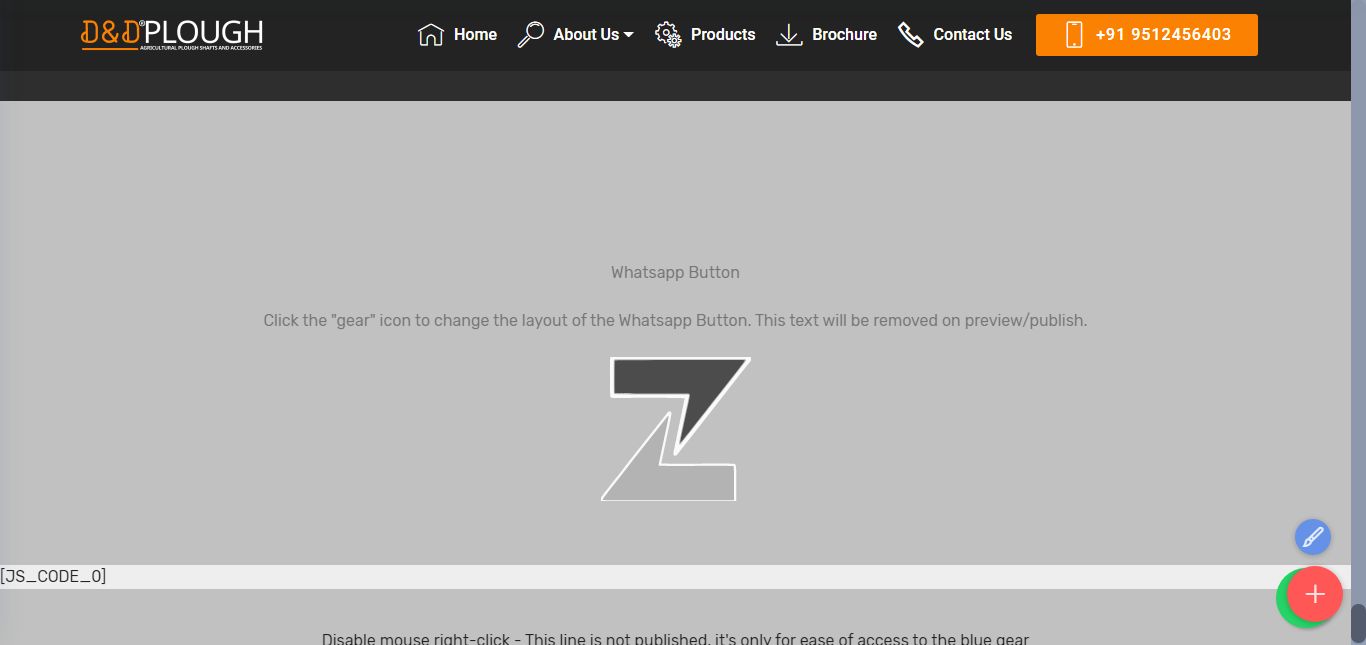 D&D®PLOUGH
AGRICULTURAL PLOUGH SHAFTS AND ACCESSORIES
Home
About Us
Products
Brochure
Contact Us
+91 9512456403
Whatsapp Button
Click the "gear" icon to change the layout of the Whatsapp Button. This text will be removed on preview/publish.
[JS_CODE_0]
Disable mouse right-click - This line is not published, it's only for ease of access to the blue gear